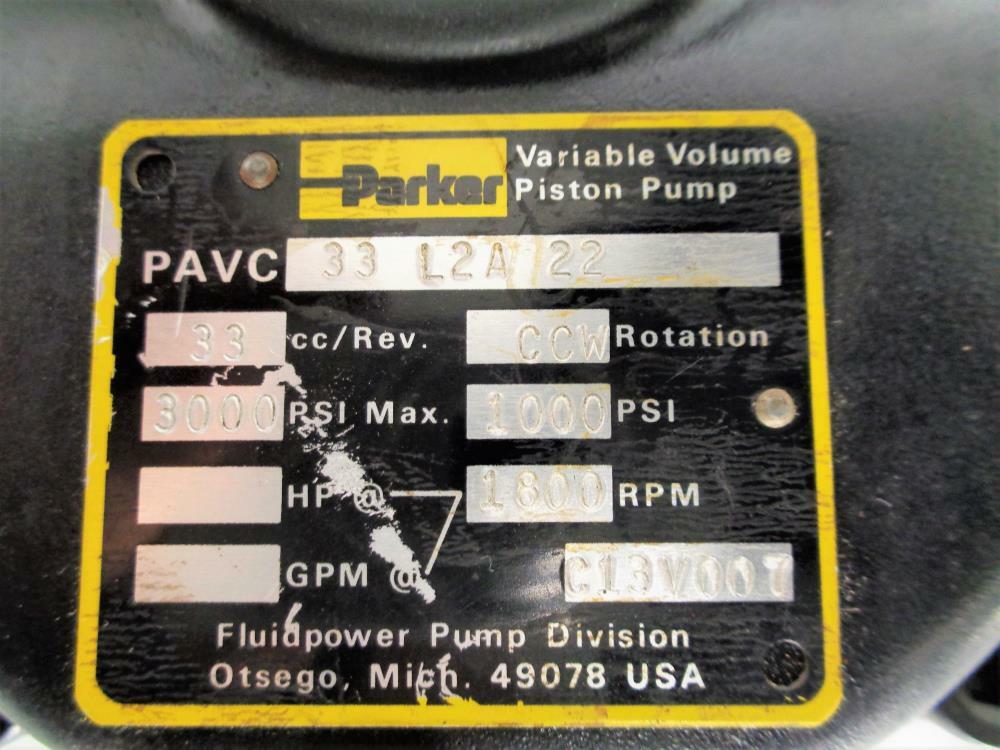 Parker Variable Volume
Piston Pump
PAVC 33 L2A 22
33 cc/Rev. CCW Rotation
3000 PSI Max. 1000 PSI
HP @ 1800 RPM
GPM @ C13V007
Fluidpower Pump Division
Otsego, Mich. 49078 USA